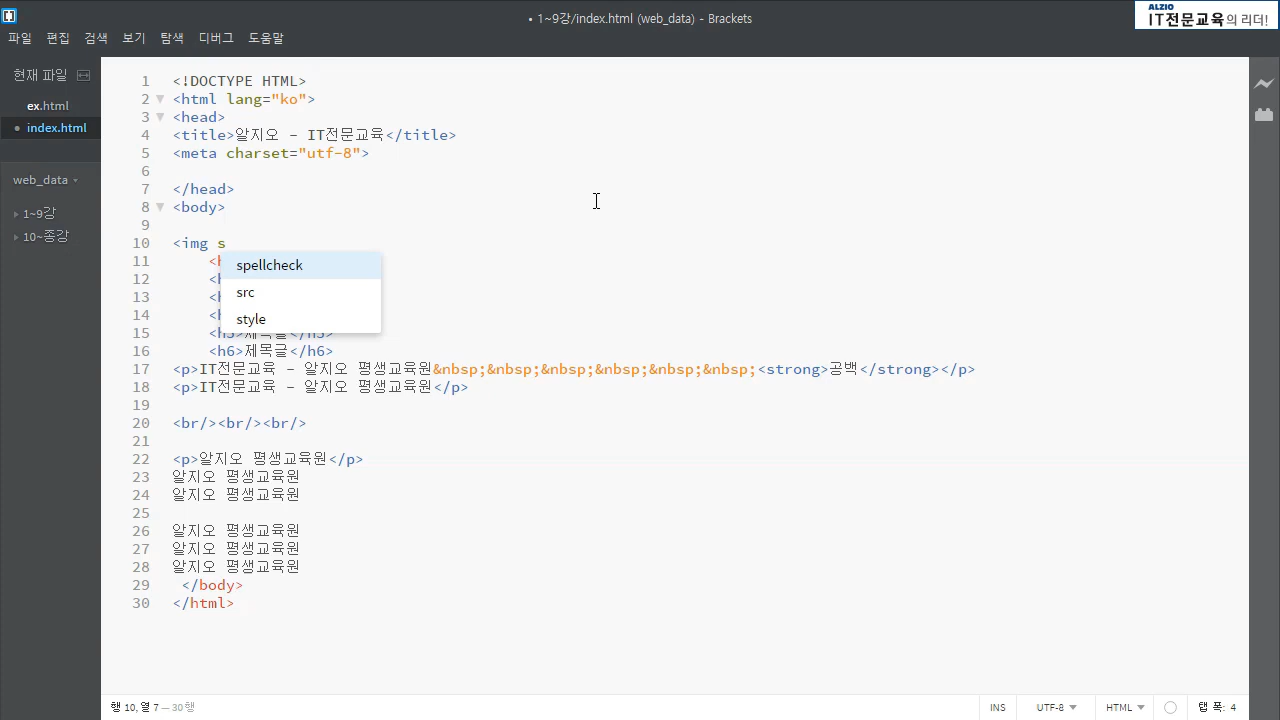 • 1~9강/index.html (web_data) - Brackets
ALZIO
IT전문교육의 리더!
파일 편집 검색 보기 탐색 디버그 도움말
현재 파일
ex.html
• index.html
web_data
1~9강
10~종강
1 <!DOCTYPE HTML>
2 <html lang="ko">
3 <head>
4 <title>알지오 - IT전문교육</title>
5 <meta charset="utf-8">
6
7 </head>
8 <body>
9
10 <img s
11 <h
12 <h
13 <h
14 <h
15 <h5>제목글</h5>
16 <h6>제목글</h6>
17 <p>IT전문교육 - 알지오 평생교육원&nbsp;&nbsp;&nbsp;&nbsp;&nbsp;&nbsp;<strong>공백</strong></p>
18 <p>IT전문교육 - 알지오 평생교육원</p>
19
20 <br/><br/><br/>
21
22 <p>알지오 평생교육원</p>
23 알지오 평생교육원
24 알지오 평생교육원
25
26 알지오 평생교육원
27 알지오 평생교육원
28 알지오 평생교육원
29 </body>
30 </html>
spellcheck
src
style
행 10, 열 7 — 30 행
INS UTF-8 HTML 탭 폭: 4